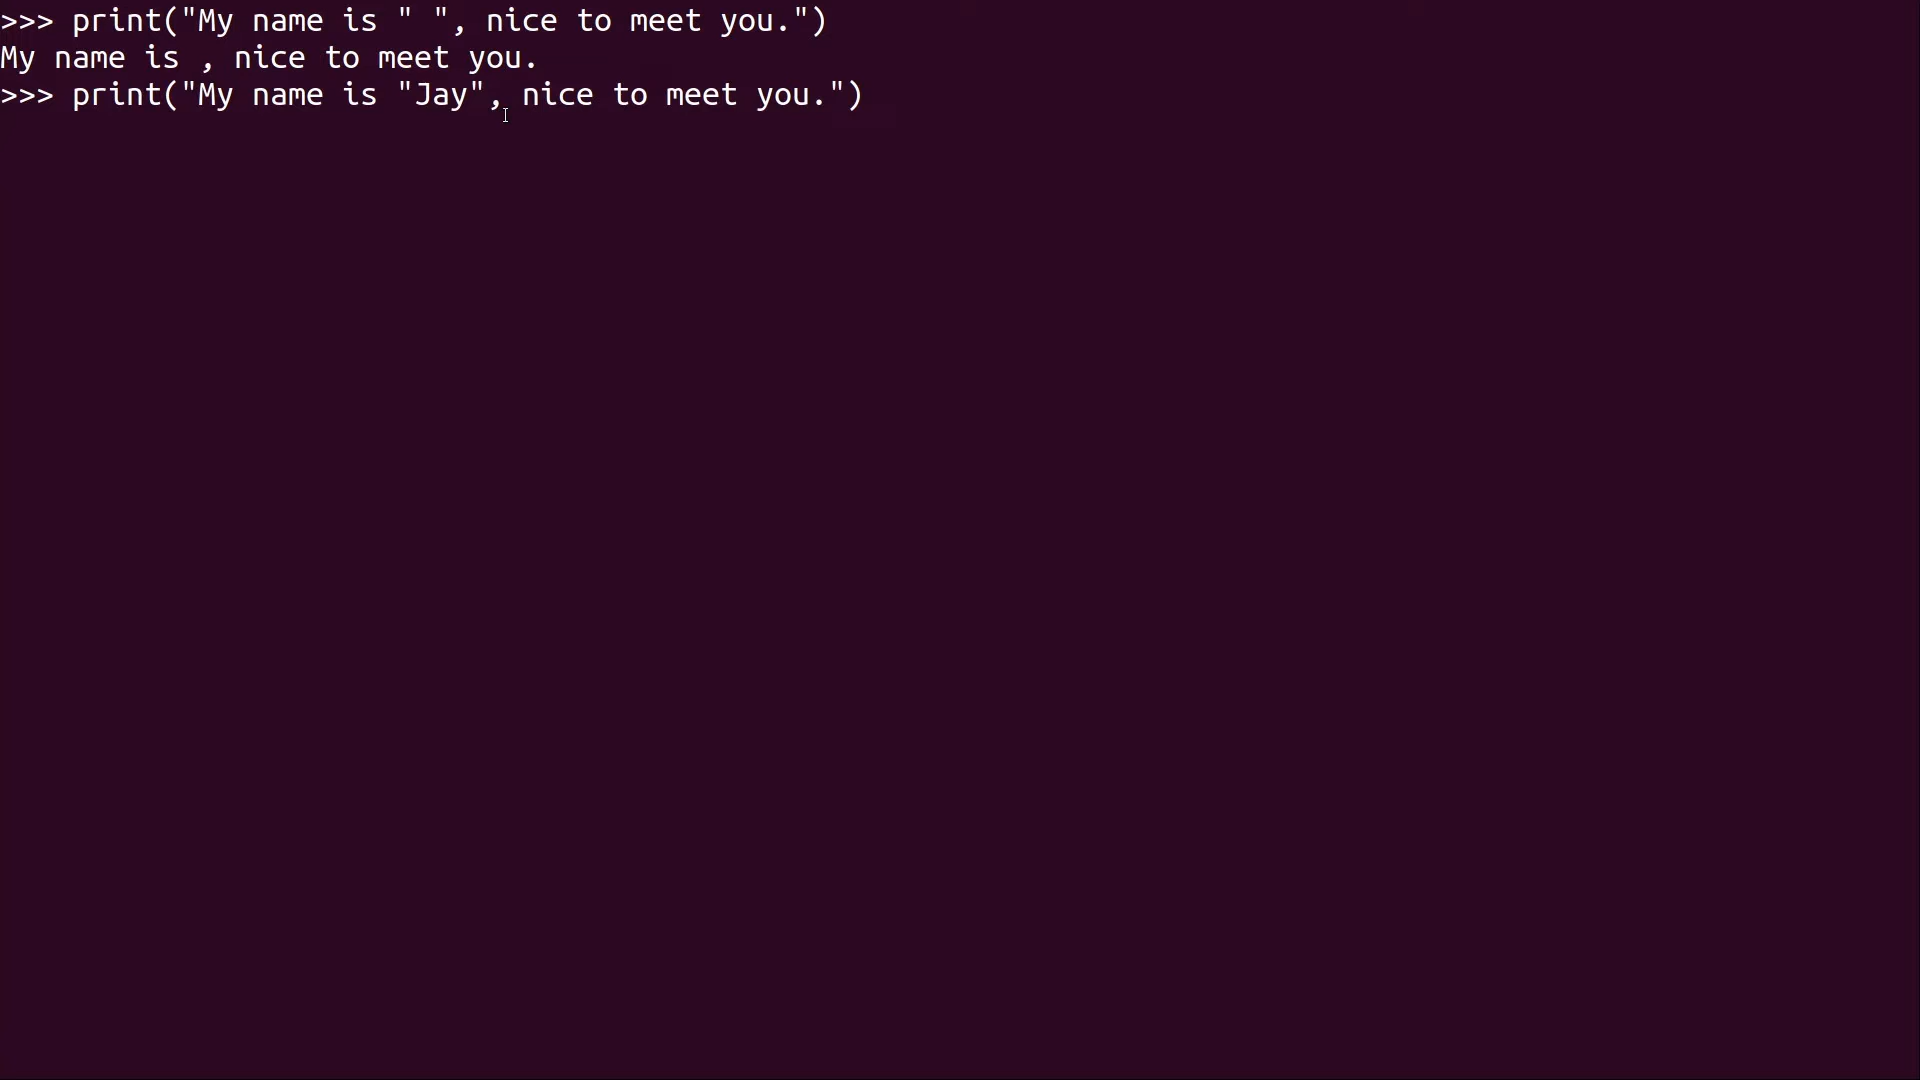 >>> print("My name is " ", nice to meet you.")
My name is , nice to meet you.
>>> print("My name is "Jay", nice to meet you.")